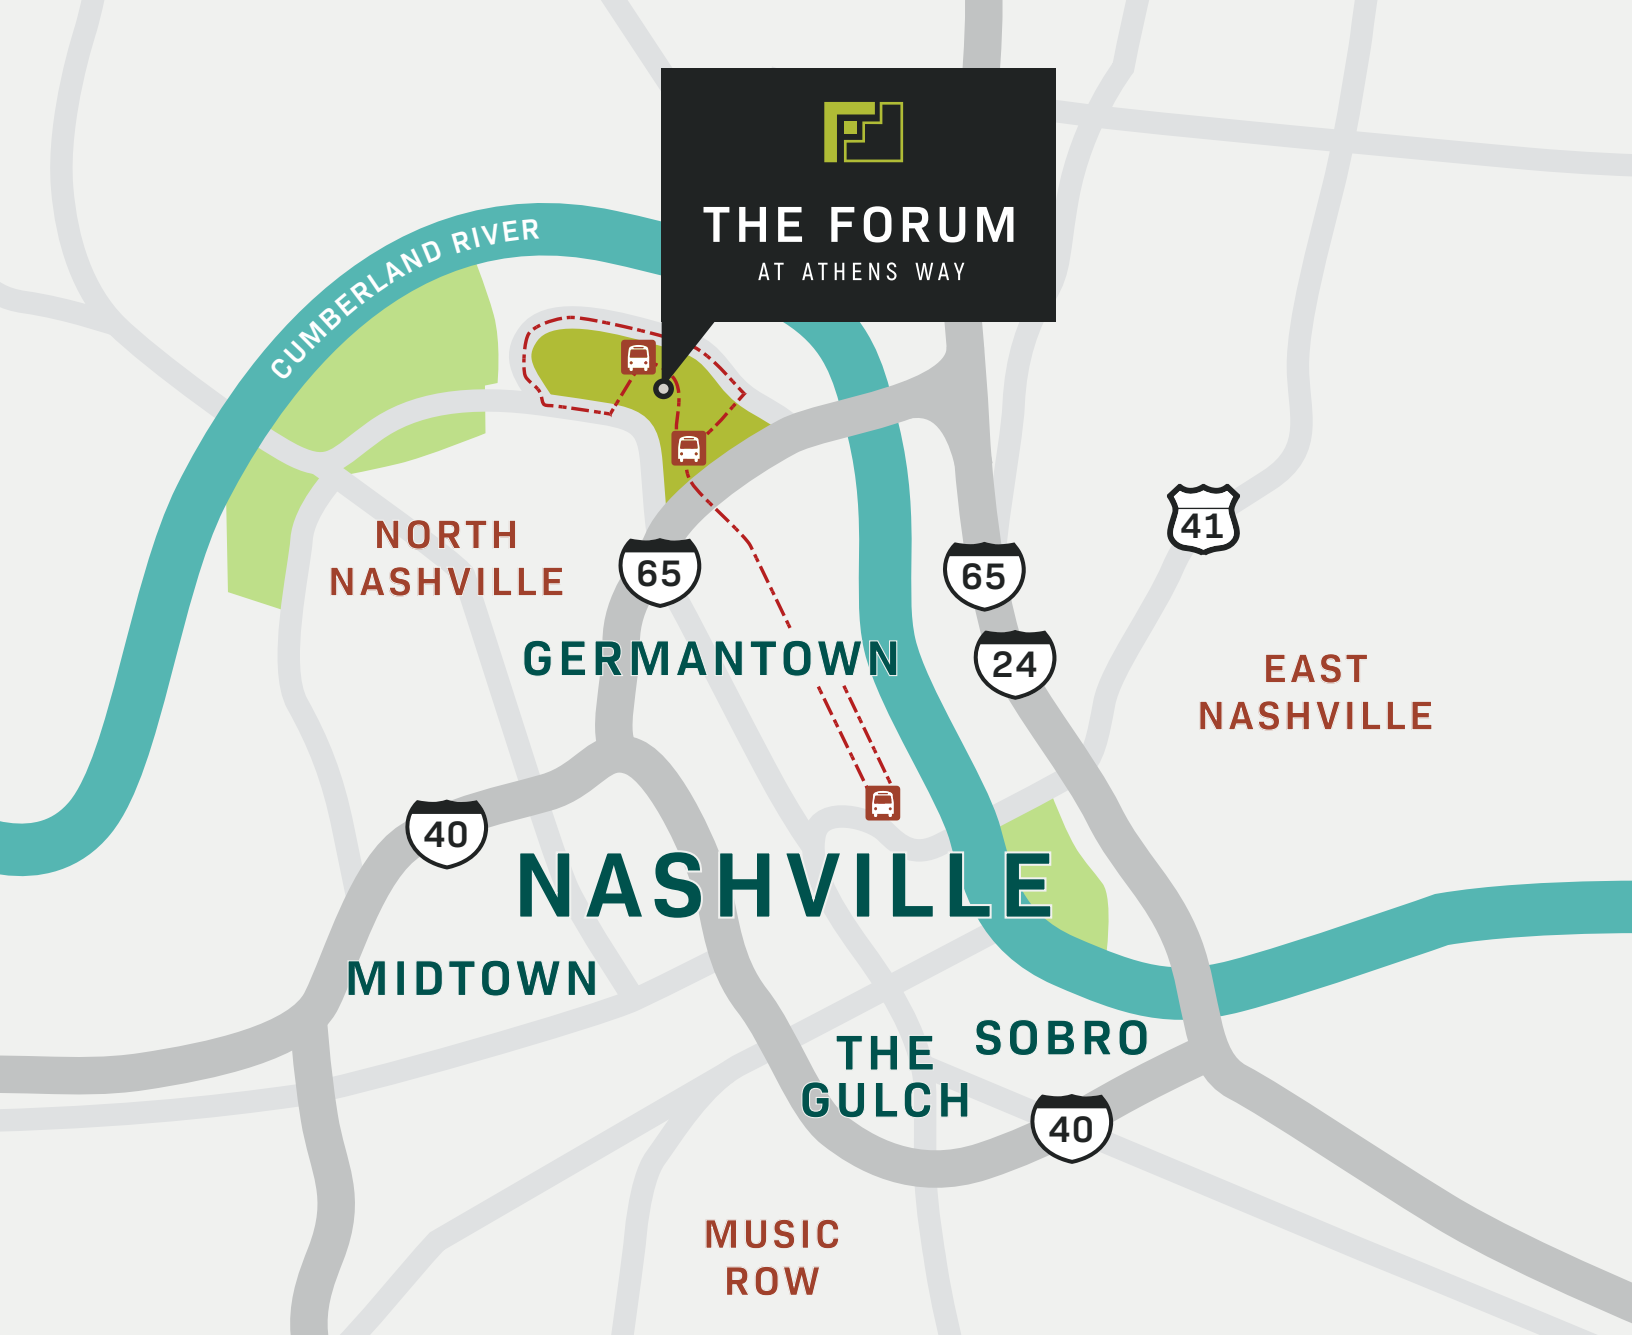 THE FORUM
AT ATHENS WAY
CUMBERLAND RIVER
41
NORTH
NASHVILLE
65
65
GERMANTOWN
24
EAST
NASHVILLE
40
NASHVILLE
MIDTOWN
THE
GULCH
SOBRO
40
MUSIC
ROW